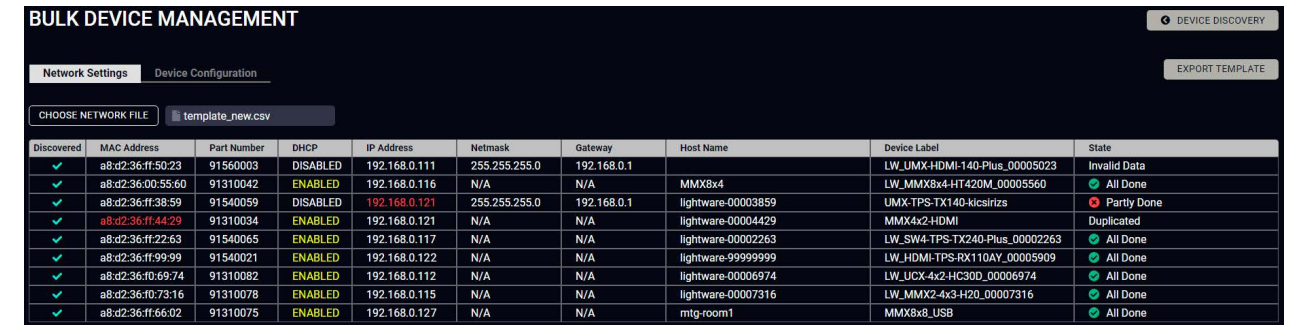 BULK DEVICE MANAGEMENT
DEVICE DISCOVERY
Network Settings Device Configuration
EXPORT TEMPLATE
CHOOSE NETWORK FILE template_new.csv
Discovered MAC Address Part Number DHCP IP Address Netmask Gateway Host Name Device Label State
a8:d2:36:ff:50:23 91560003 DISABLED 192.168.0.111 255.255.255.0 192.168.0.1 LW_UMX-HDMI-140-Plus_00005023 Invalid Data
a8:d2:36:00:55:60 91310042 ENABLED 192.168.0.116 N/A N/A MMX8x4 LW_MMX8x4-HT420M_00005560 All Done
a8:d2:36:ff:38:59 91540059 DISABLED 192.168.0.121 255.255.255.0 192.168.0.1 lightware-00003859 UMX-TPS-TX140-kicsirizs Partly Done
a8:d2:36:ff:44:29 91310034 ENABLED 192.168.0.121 N/A N/A lightware-00004429 MMX4x2-HDMI Duplicated
a8:d2:36:ff:22:63 91540065 ENABLED 192.168.0.117 N/A N/A lightware-00002263 LW_SW4-TPS-TX240-Plus_00002263 All Done
a8:d2:36:ff:99:99 91540021 ENABLED 192.168.0.122 N/A N/A lightware-99999999 LW_HDMI-TPS-RX110AY_00005909 All Done
a8:d2:36:f0:69:74 91310082 ENABLED 192.168.0.112 N/A N/A lightware-00006974 LW_UCX-4x2-HC30D_00006974 All Done
a8:d2:36:f0:73:16 91310078 ENABLED 192.168.0.115 N/A N/A lightware-00007316 LW_MMX2-4x3-H20_00007316 All Done
a8:d2:36:ff:66:02 91310075 ENABLED 192.168.0.127 N/A N/A mtg-room1 MMX8x8_USB All Done